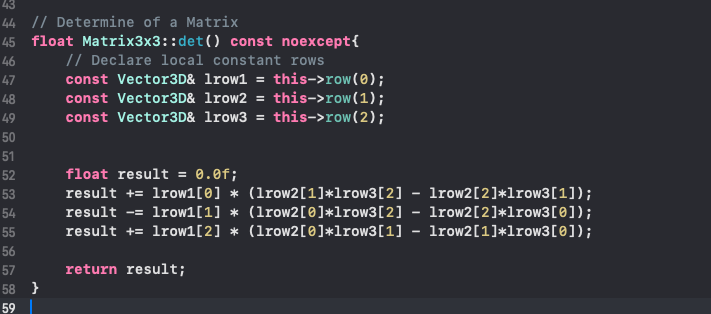 43
44 // Determine of a Matrix
45 float Matrix3x3::det() const noexcept{
46     // Declare local constant rows
47     const Vector3D& lrow1 = this->row(0);
48     const Vector3D& lrow2 = this->row(1);
49     const Vector3D& lrow3 = this->row(2);
50
51
52     float result = 0.0f;
53     result += lrow1[0] * (lrow2[1]*lrow3[2] - lrow2[2]*lrow3[1]);
54     result -= lrow1[1] * (lrow2[0]*lrow3[2] - lrow2[2]*lrow3[0]);
55     result += lrow1[2] * (lrow2[0]*lrow3[1] - lrow2[1]*lrow3[0]);
56
57     return result;
58 }
59